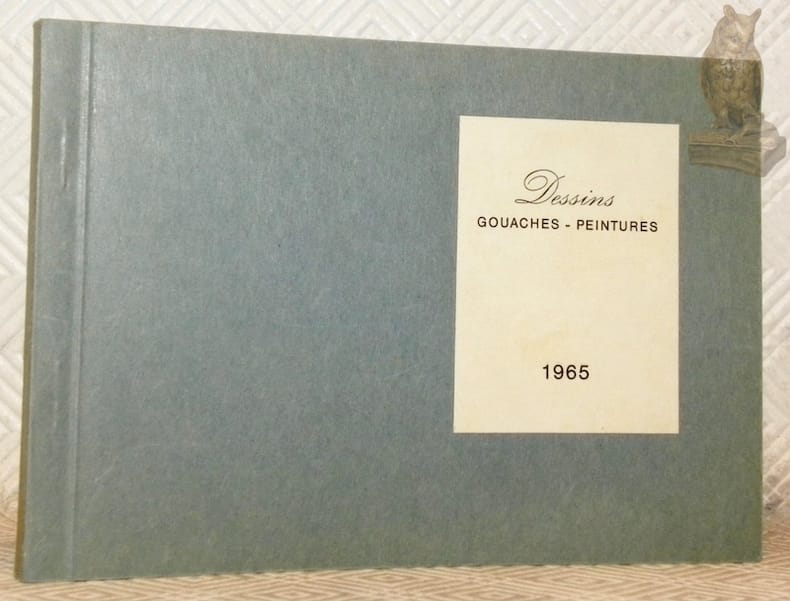 Dessins
GOUACHES - PEINTURES
1965